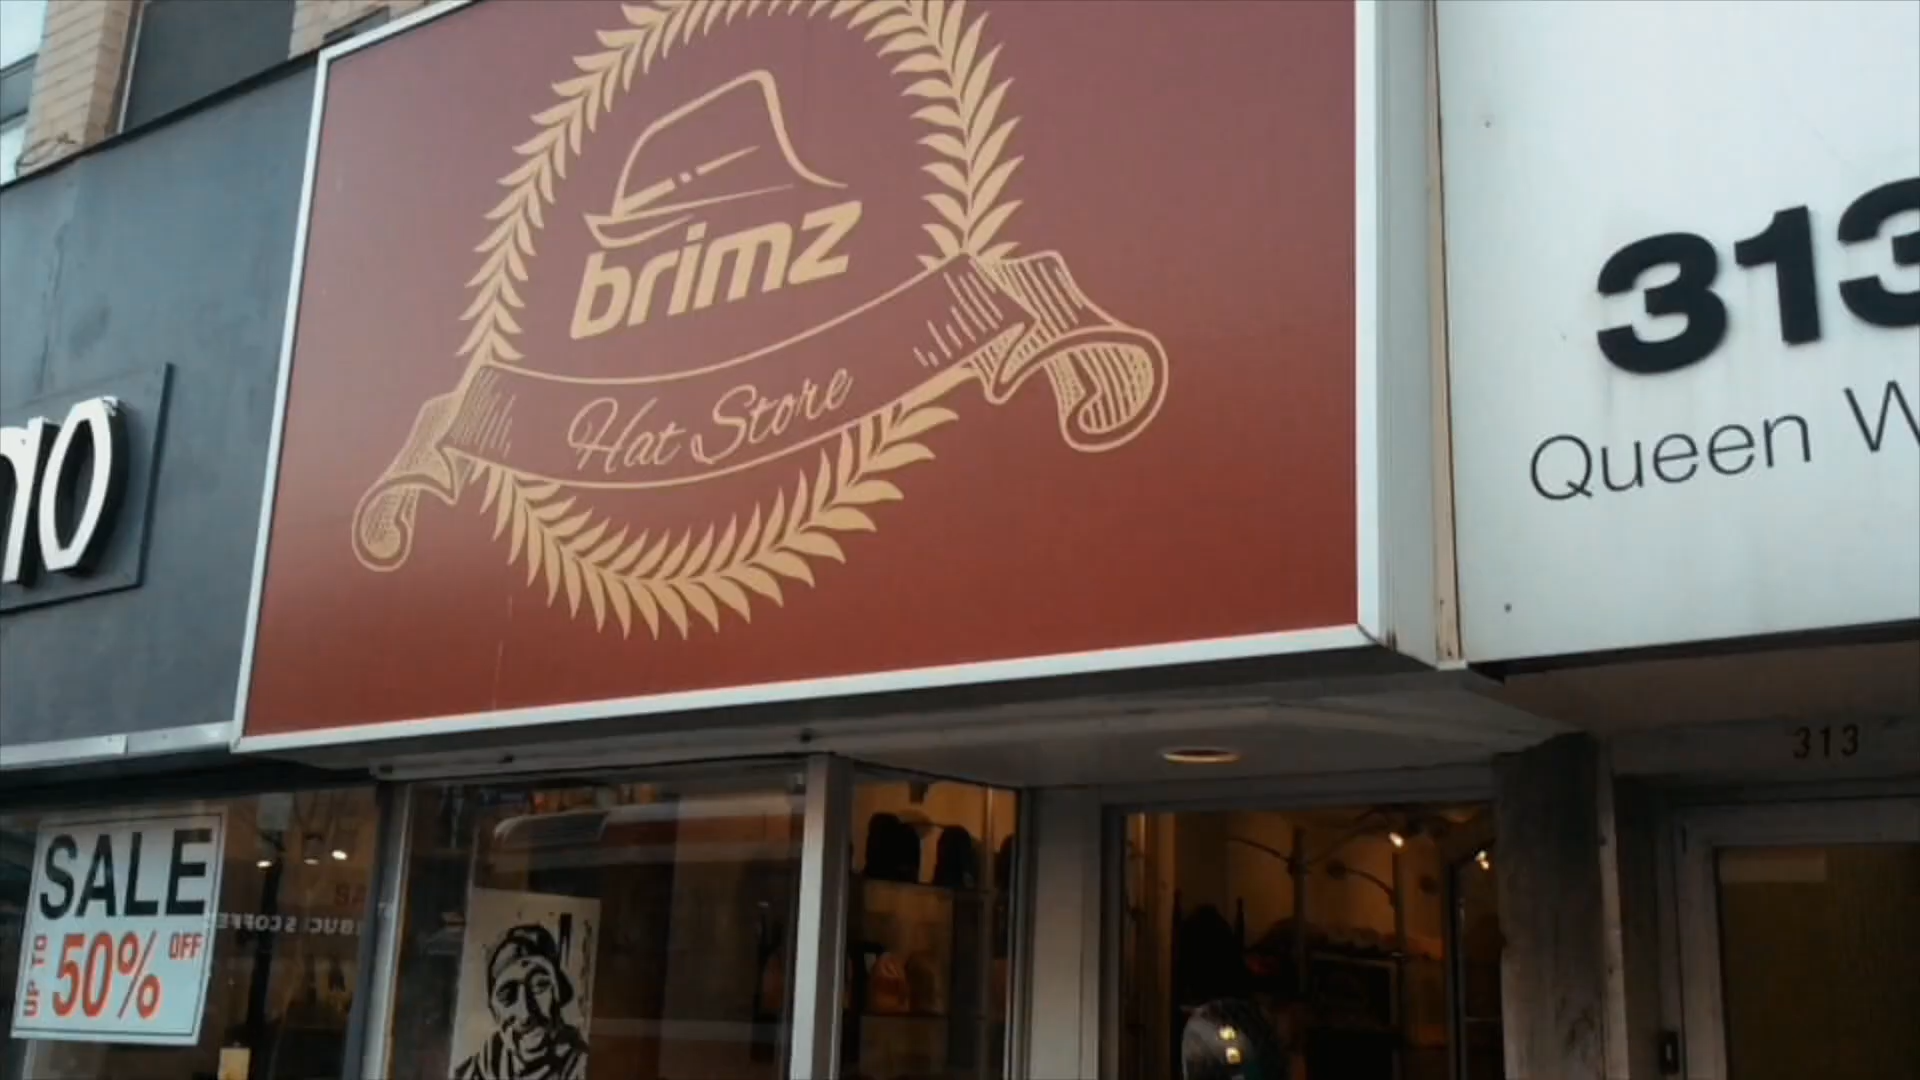 brimz
Hat Store
313
Queen W
313
SALE
UP TO
50%
OFF